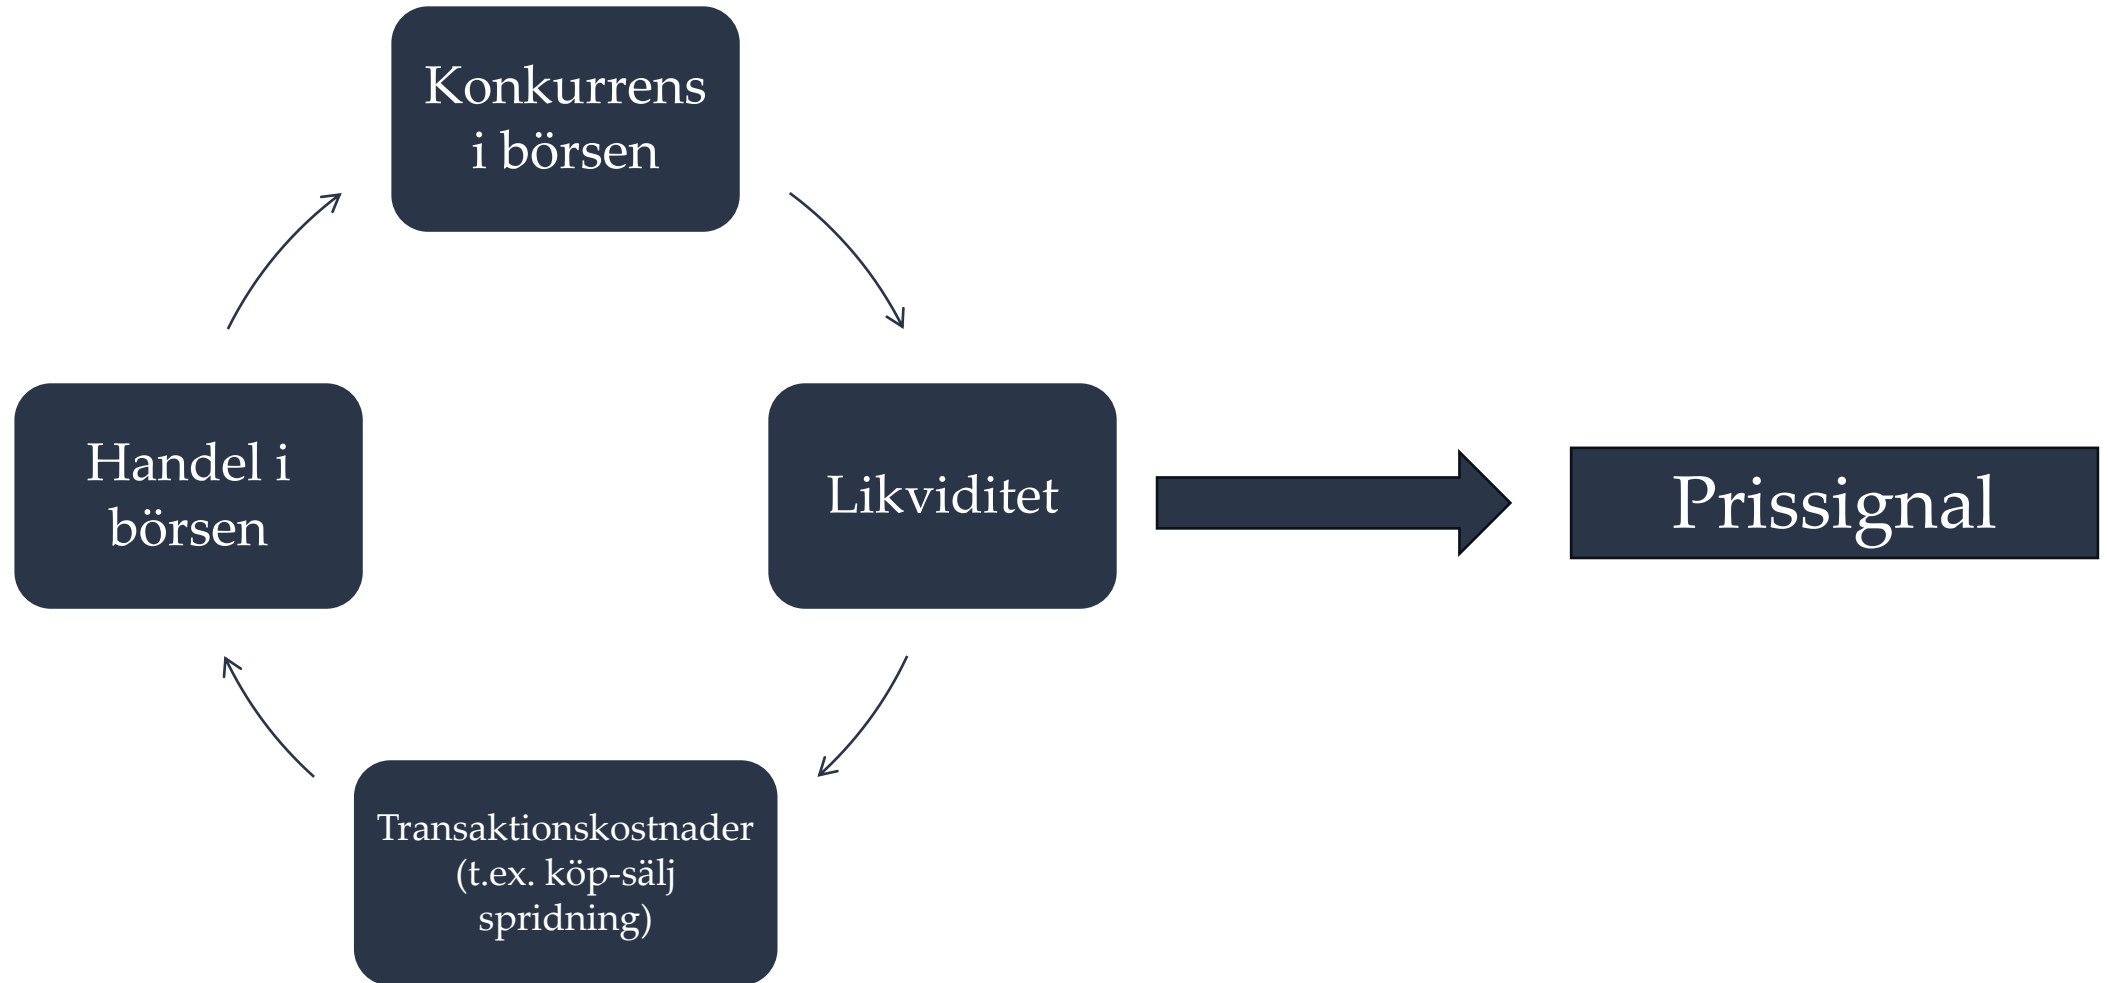 Konkurrens
i börsen
Handel i
börsen
Likviditet
Prissignal
Transaktionskostnader
(t.ex. köp-sälj
spridning)